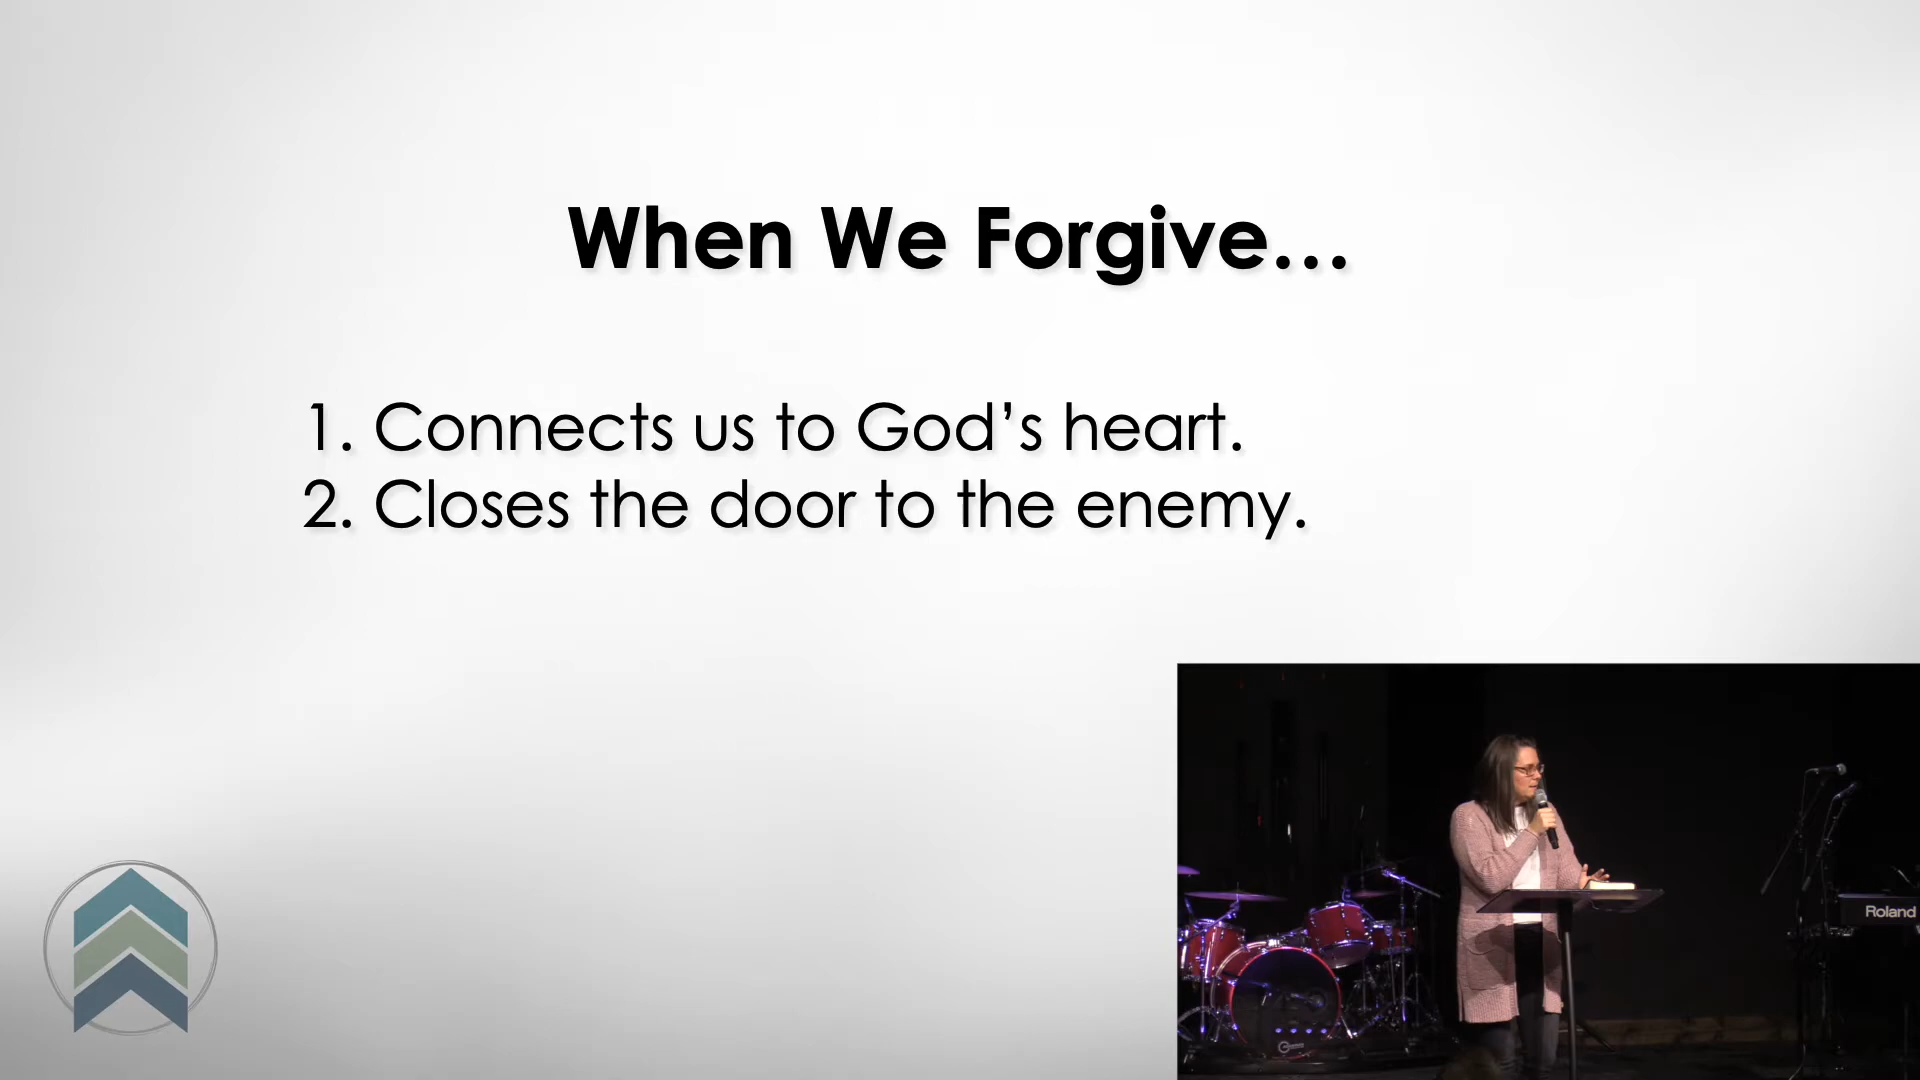 When We Forgive…
1. Connects us to God’s heart.
2. Closes the door to the enemy.
Roland